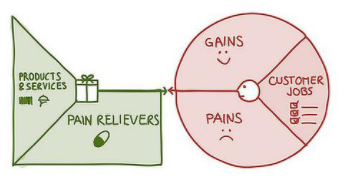 PRODUCTS
& SERVICES
PAIN RELIEVERS
GAINS
CUSTOMER
JOBS
PAINS